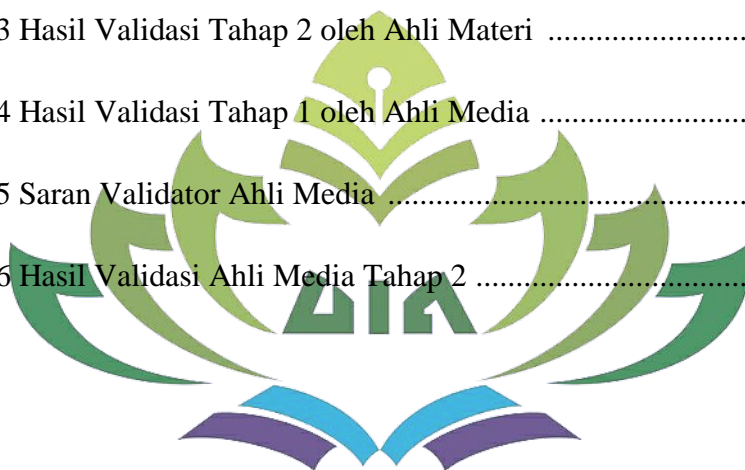 3 Hasil Validasi Tahap 2 oleh Ahli Materi ..........................
4 Hasil Validasi Tahap 1 oleh Ahli Media ...........................
5 Saran Validator Ahli Media ..............................................
6 Hasil Validasi Ahli Media Tahap 2 ..................................